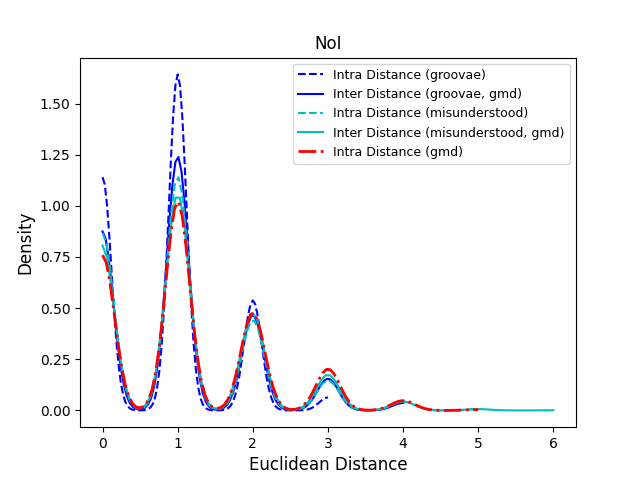 NoI
Intra Distance (groovae)
Inter Distance (groovae, gmd)
Intra Distance (misunderstood)
Inter Distance (misunderstood, gmd)
Intra Distance (gmd)
1.50
1.25
1.00
0.75
0.50
0.25
0.00
Density
0 1 2 3 4 5 6
Euclidean Distance